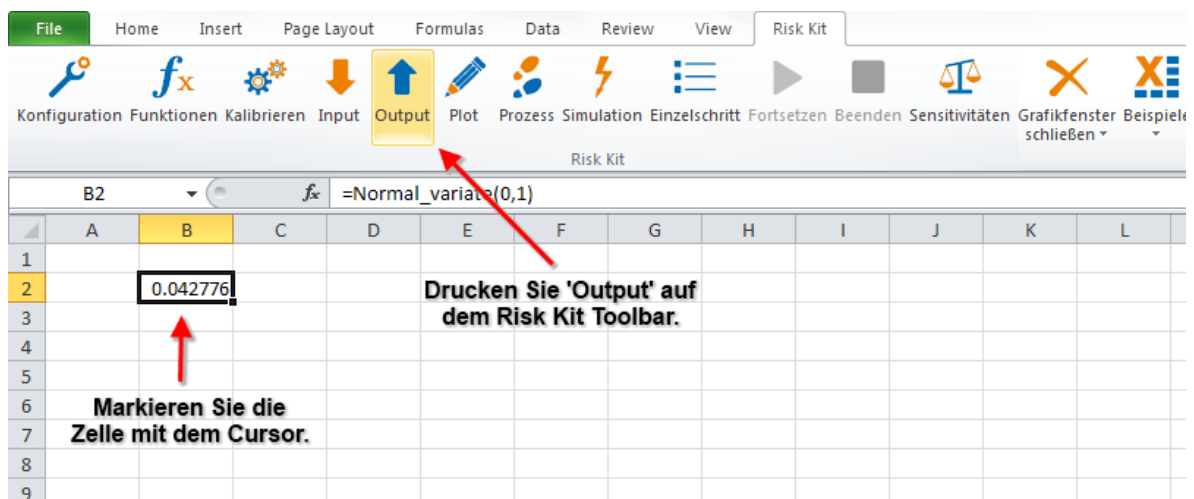 File Home Insert Page Layout Formulas Data Review View Risk Kit
Konfiguration Funktionen Kalibrieren Input Output Plot Prozess Simulation Einzelschritt Fortsetzen Beenden Sensitivitäten Grafikfenster schließen Beispiele
Risk Kit
B2 fx =Normal_variate(0,1)
A B C D E F G H I J K L
1
2 0.042776
3
4
5
6
7
8
9
Drucken Sie 'Output' auf
dem Risk Kit Toolbar.
Markieren Sie die
Zelle mit dem Cursor.